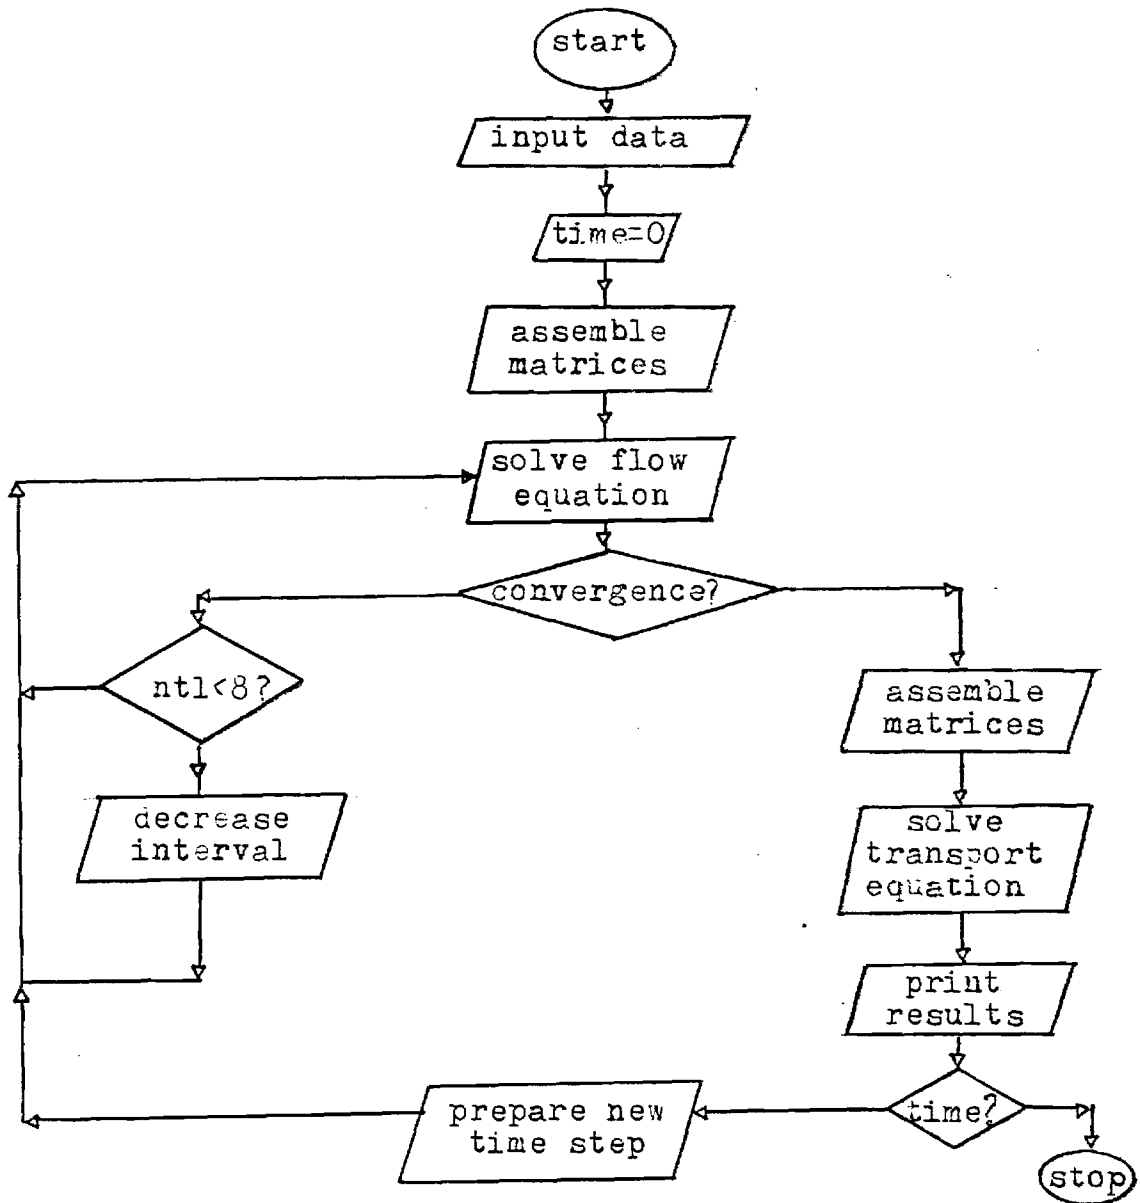 start
input data
time=0
assemble
matrices
solve flow
equation
convergence?
ntl<8?
decrease
interval
assemble
matrices
solve
transport
equation
print
results
time?
prepare new
time step
stop